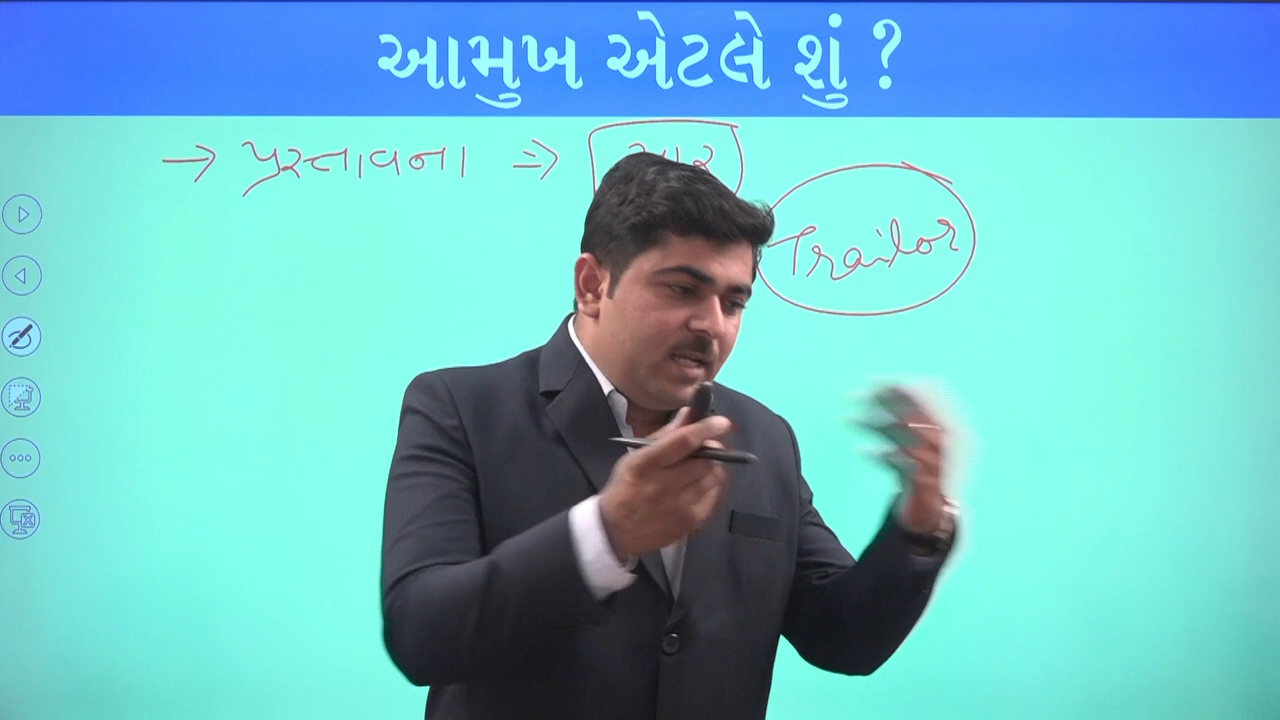 આમુખ એટલે શું ?
→ પ્રસ્તાવના ⇒
Trailor